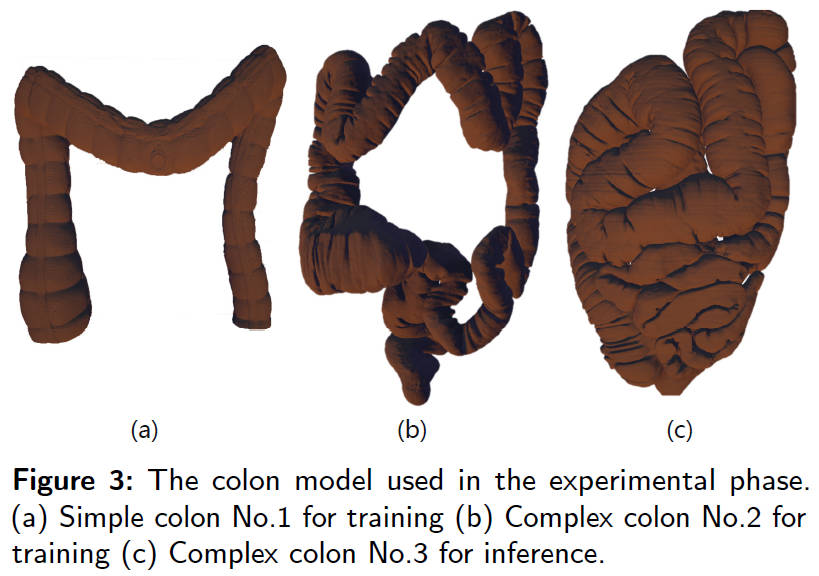 (a) (b) (c)
Figure 3: The colon model used in the experimental phase.
(a) Simple colon No.1 for training (b) Complex colon No.2 for
training (c) Complex colon No.3 for inference.